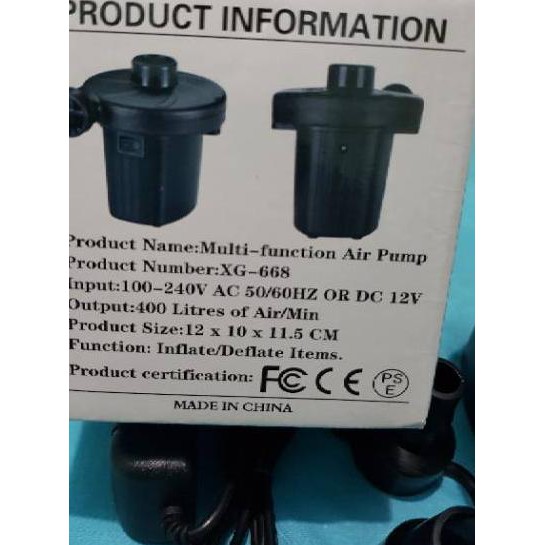 PRODUCT INFORMATION
Product Name:Multi-function Air Pump
Product Number:XG-668
Input:100-240V AC 50/60HZ OR DC 12V
Output:400 Litres of Air/Min
Product Size:12 x 10 x 11.5 CM
Function: Inflate/Deflate Items.
Product certification: FC CE PS E
MADE IN CHINA